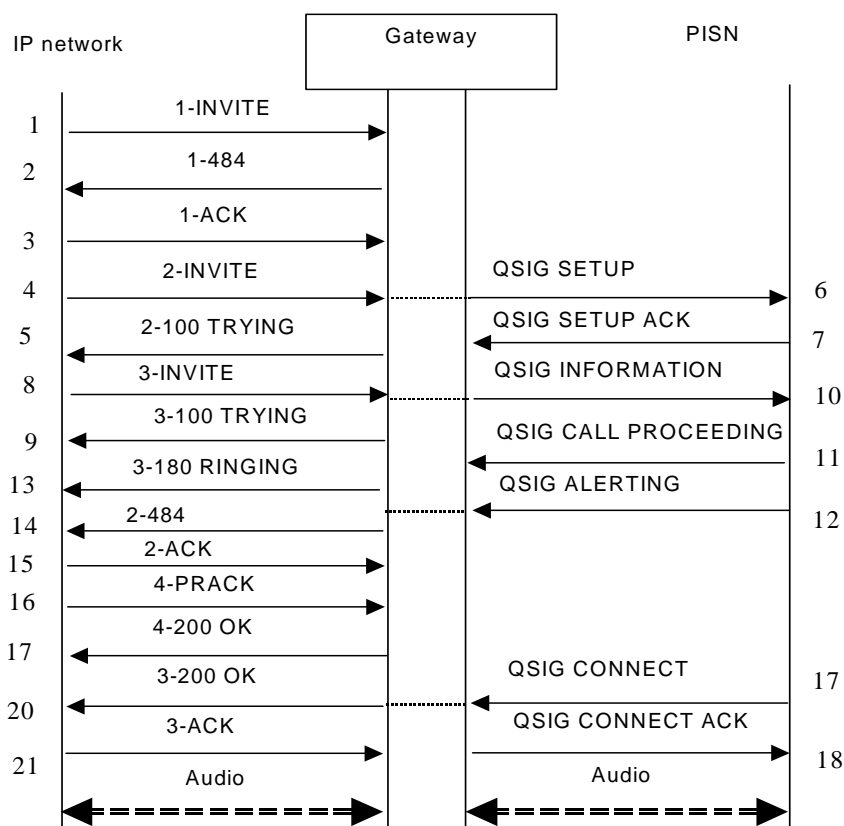 IP network Gateway PISN
1 1-INVITE
2 1-484
3 1-ACK
4 2-INVITE QSIG SETUP 6
5 2-100 TRYING QSIG SETUP ACK 7
8 3-INVITE QSIG INFORMATION 10
9 3-100 TRYING QSIG CALL PROCEEDING 11
13 3-180 RINGING QSIG ALERTING 12
14 2-484
15 2-ACK
16 4-PRACK
17 4-200 OK
20 3-200 OK QSIG CONNECT 17
21 3-ACK QSIG CONNECT ACK 18
Audio Audio